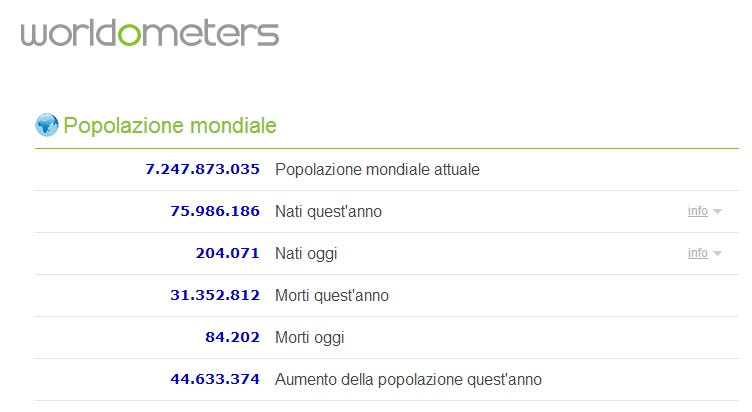 worldometers
Popolazione mondiale
7.247.873.035 Popolazione mondiale attuale
75.986.186 Nati quest'anno info
204.071 Nati oggi info
31.352.812 Morti quest'anno
84.202 Morti oggi
44.633.374 Aumento della popolazione quest'anno